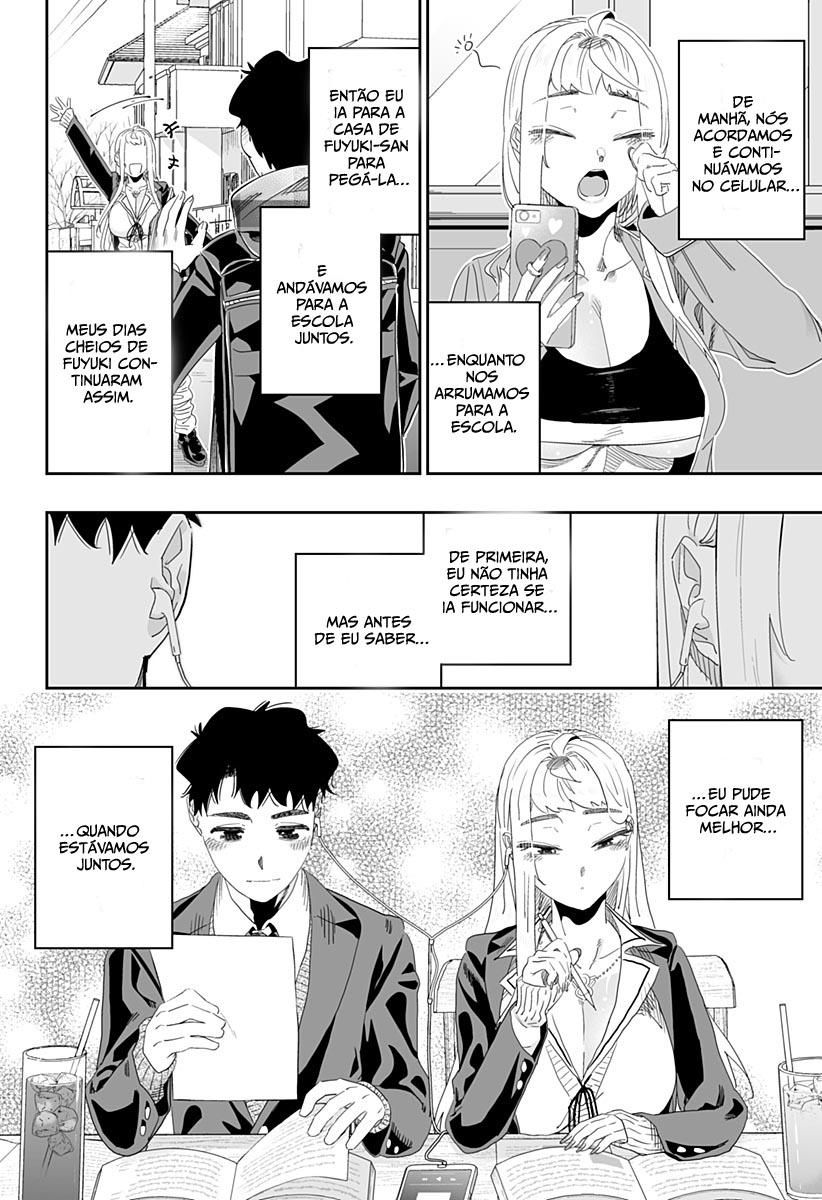 DE
MANHÃ, NÓS
ACORDAMOS
E CONTI-
NUÁVAMOS
NO CELULAR...
...ENQUANTO
NOS
ARRUMAMOS
PARA A
ESCOLA.
ENTÃO EU
IA PARA A
CASA DE
FUYUKI-SAN
PARA
PEGÁ-LA...
E
ANDÁVAMOS
PARA A
ESCOLA
JUNTOS.
MEUS DIAS
CHEIOS DE
FUYUKI CON-
TINUARAM
ASSIM.
DE PRIMEIRA,
EU NÃO TINHA
CERTEZA SE
IA FUNCIONAR...
MAS ANTES
DE EU SABER...
...EU PUDE
FOCAR AINDA
MELHOR...
...QUANDO
ESTÁVAMOS
JUNTOS.